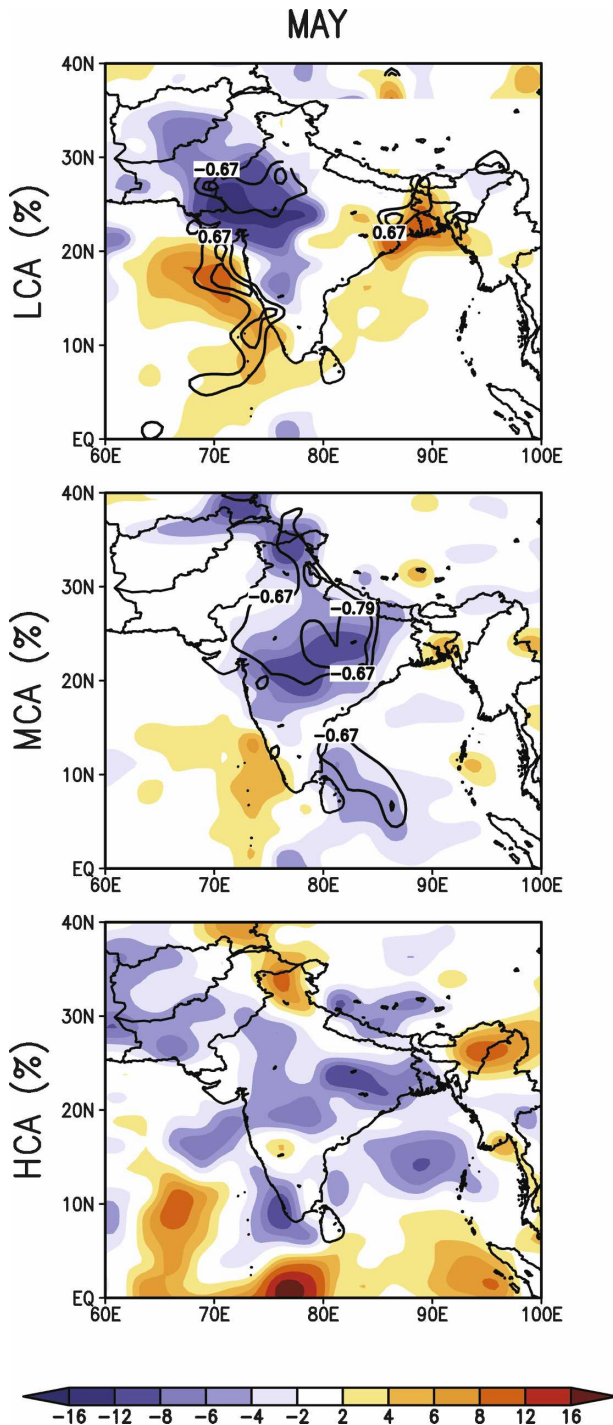 MAY
LCA (%)
40N
30N
20N
10N
EQ
−0.67
0.67
0.67
60E 70E 80E 90E 100E
MCA (%)
40N
30N
20N
10N
EQ
−0.67
−0.79
−0.67
−0.67
60E 70E 80E 90E 100E
HCA (%)
40N
30N
20N
10N
EQ
60E 70E 80E 90E 100E
−16 −12 −8 −6 −4 −2 2 4 6 8 12 16